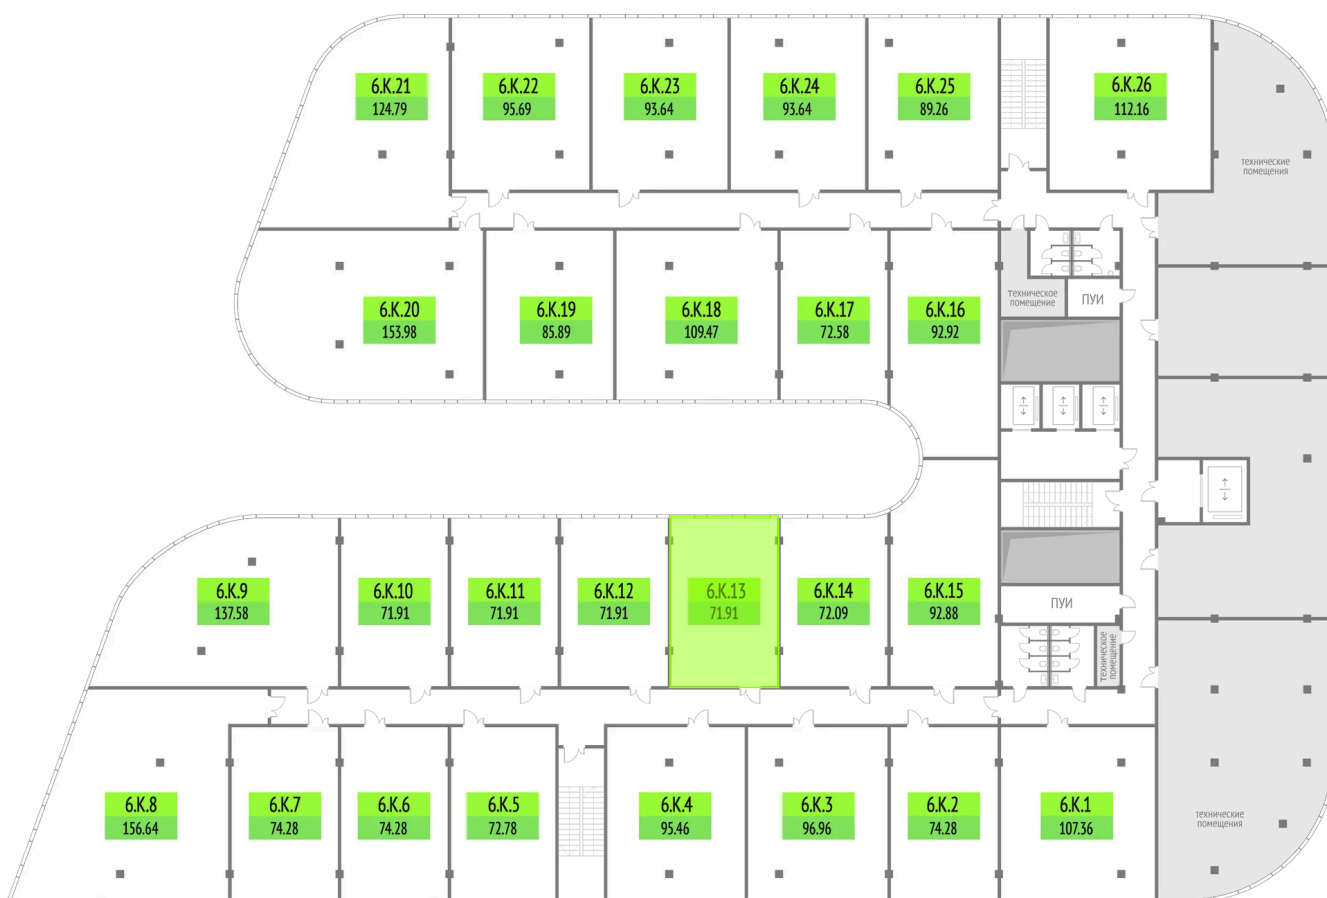 6.К.21
124.79
6.К.22
95.69
6.К.23
93.64
6.К.24
93.64
6.К.25
89.26
6.К.26
112.16
технические
помещения
6.К.20
153.98
6.К.19
85.89
6.К.18
109.47
6.К.17
72.58
6.К.16
92.92
техническое
помещение
ПУИ
6.К.9
137.58
6.К.10
71.91
6.К.11
71.91
6.К.12
71.91
6.К.13
71.91
6.К.14
72.09
6.К.15
92.88
ПУИ
техническое
помещение
6.К.8
156.64
6.К.7
74.28
6.К.6
74.28
6.К.5
72.78
6.К.4
95.46
6.К.3
96.96
6.К.2
74.28
6.К.1
107.36
технические
помещения